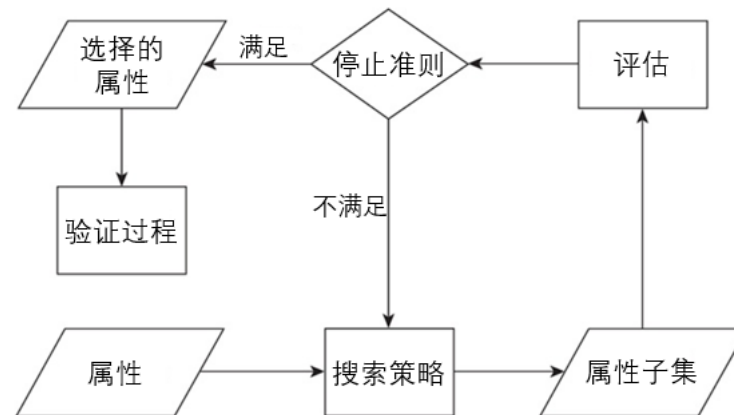 选择的
属性
满足
停止准则
评估
验证过程
不满足
属性
搜索策略
属性子集